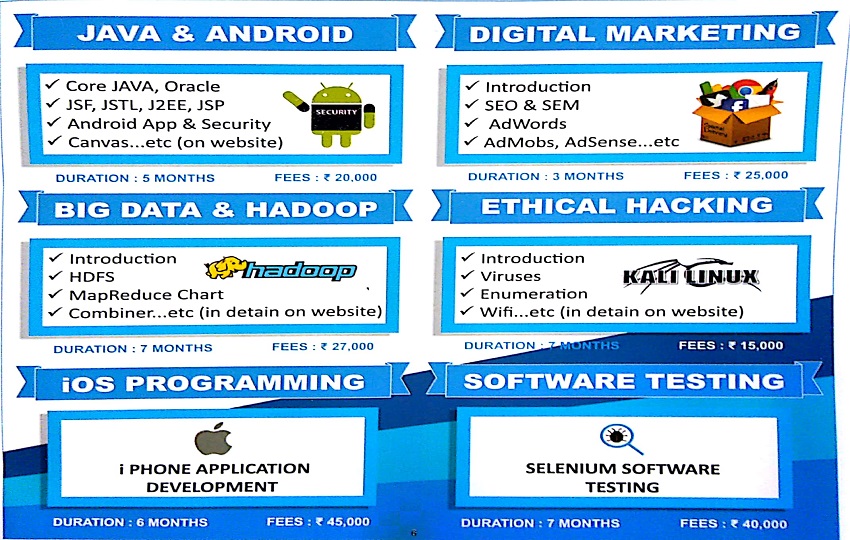 JAVA & ANDROID
Core JAVA, Oracle
JSF, JSTL, J2EE, JSP
Android App & Security
Canvas...etc (on website)
SECURITY
DURATION : 5 MONTHS
FEES : ₹ 20,000
DIGITAL MARKETING
Introduction
SEO & SEM
AdWords
AdMobs, AdSense...etc
DURATION : 3 MONTHS
FEES : ₹ 25,000
BIG DATA & HADOOP
Introduction
HDFS
MapReduce Chart
Combiner...etc (in detain on website)
hadoop
DURATION : 7 MONTHS
FEES : ₹ 27,000
ETHICAL HACKING
Introduction
Viruses
Enumeration
Wifi...etc (in detain on website)
KALI LINUX
DURATION : 7 MONTHS
FEES : ₹ 15,000
iOS PROGRAMMING
i PHONE APPLICATION
DEVELOPMENT
DURATION : 6 MONTHS
FEES : ₹ 45,000
SOFTWARE TESTING
SELENIUM SOFTWARE
TESTING
DURATION : 7 MONTHS
FEES : ₹ 40,000
6